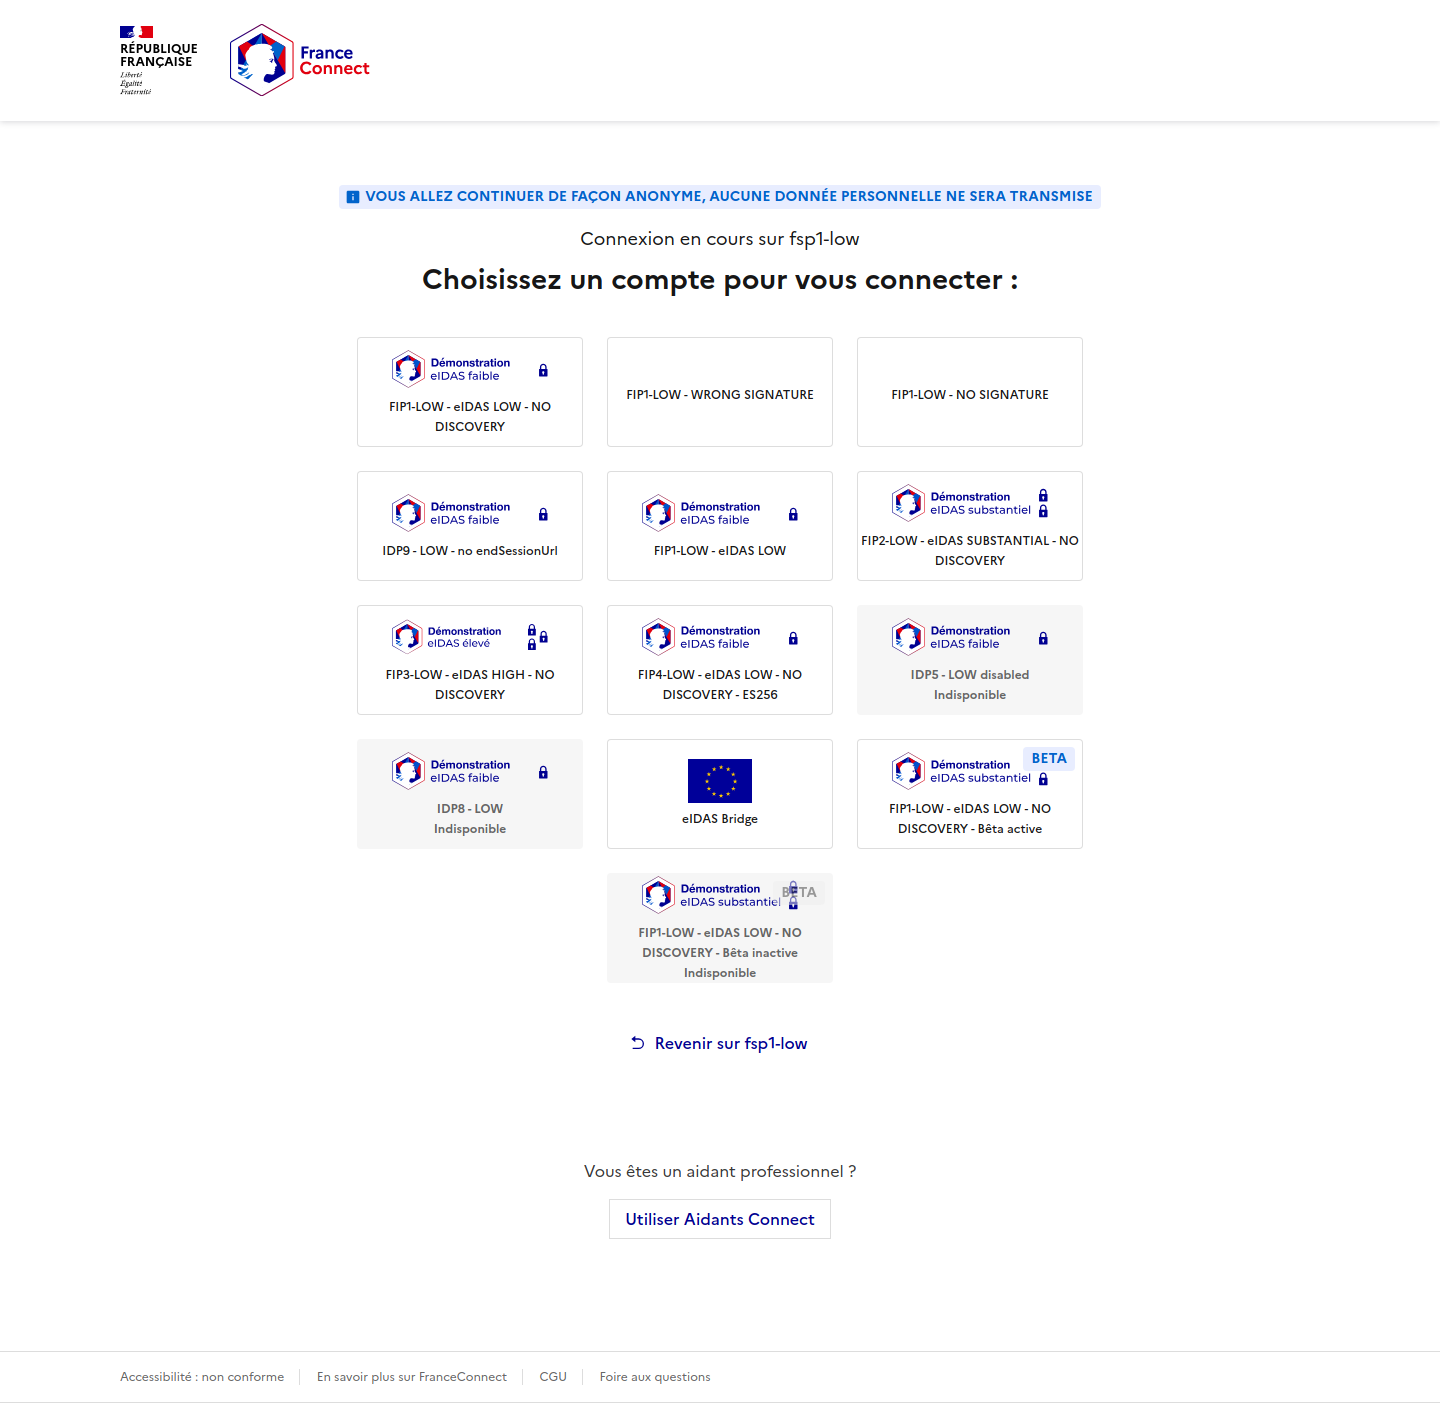 RÉPUBLIQUE
FRANÇAISE
Liberté
Égalité
Fraternité
France
Connect
VOUS ALLEZ CONTINUER DE FAÇON ANONYME, AUCUNE DONNÉE PERSONNELLE NE SERA TRANSMISE
Connexion en cours sur fsp1-low
Choisissez un compte pour vous connecter :
Démonstration
eIDAS faible
FIP1-LOW - eIDAS LOW - NO
DISCOVERY
FIP1-LOW - WRONG SIGNATURE
FIP1-LOW - NO SIGNATURE
Démonstration
eIDAS faible
IDP9 - LOW - no endSessionUrl
Démonstration
eIDAS faible
FIP1-LOW - eIDAS LOW
Démonstration
eIDAS substantiel
FIP2-LOW - eIDAS SUBSTANTIAL - NO
DISCOVERY
Démonstration
eIDAS élevé
FIP3-LOW - eIDAS HIGH - NO
DISCOVERY
Démonstration
eIDAS faible
FIP4-LOW - eIDAS LOW - NO
DISCOVERY - ES256
Démonstration
eIDAS faible
IDP5 - LOW disabled
Indisponible
Démonstration
eIDAS faible
IDP8 - LOW
Indisponible
eIDAS Bridge
BETA
Démonstration
eIDAS substantiel
FIP1-LOW - eIDAS LOW - NO
DISCOVERY - Bêta active
Démonstration
eIDAS substantiel
BETA
FIP1-LOW - eIDAS LOW - NO
DISCOVERY - Bêta inactive
Indisponible
Revenir sur fsp1-low
Vous êtes un aidant professionnel ?
Utiliser Aidants Connect
Accessibilité : non conforme
En savoir plus sur FranceConnect
CGU
Foire aux questions